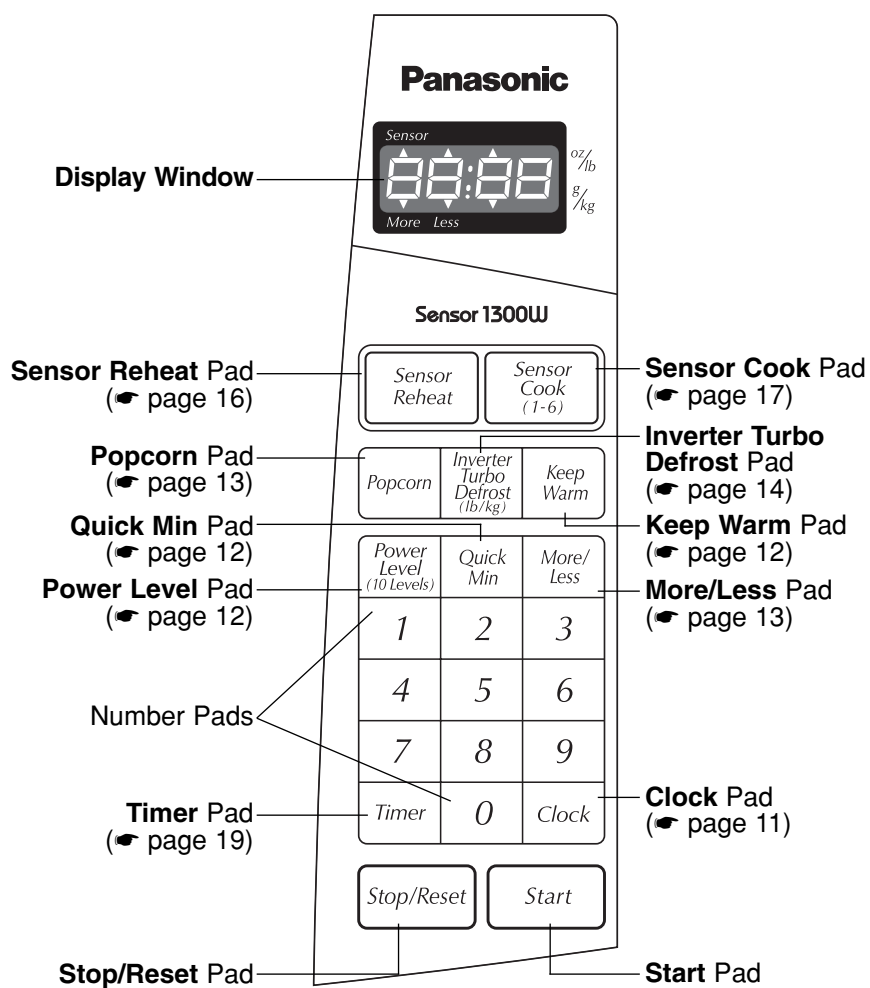 Panasonic
Sensor
88:88
oz/lb
g/kg
More Less
Display Window
Sensor 1300W
Sensor Reheat Pad
(☛ page 16)
Sensor
Reheat
Sensor
Cook
(1-6)
Sensor Cook Pad
(☛ page 17)
Popcorn Pad
(☛ page 13)
Popcorn
Inverter
Turbo
Defrost
(lb/kg)
Keep
Warm
Inverter Turbo
Defrost Pad
(☛ page 14)
Quick Min Pad
(☛ page 12)
Keep Warm Pad
(☛ page 12)
Power Level Pad
(☛ page 12)
Power
Level
(10 Levels)
Quick
Min
More/
Less
More/Less Pad
(☛ page 13)
1 2 3
4 5 6
Number Pads
7 8 9
Timer Pad
(☛ page 19)
Timer 0 Clock
Clock Pad
(☛ page 11)
Stop/Reset Start
Stop/Reset Pad
Start Pad